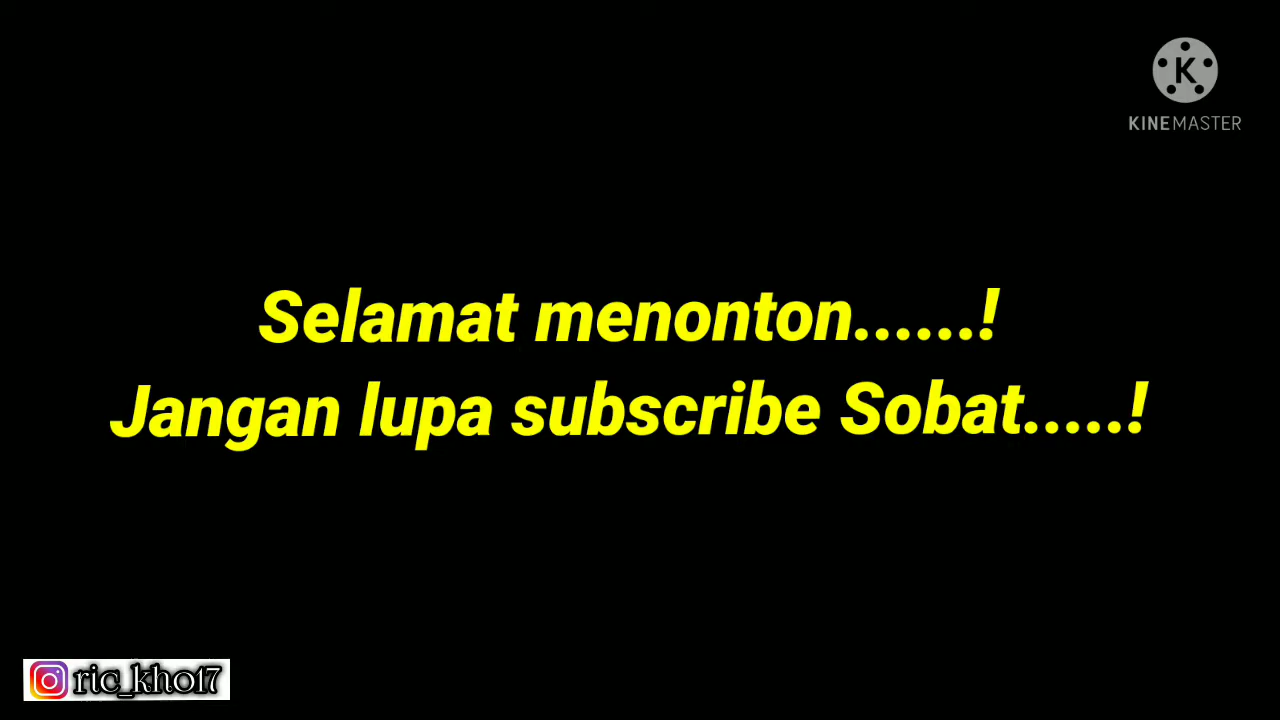 K
KINEMASTER
Selamat menonton......!
Jangan lupa subscribe Sobat.....!
ric_kho17